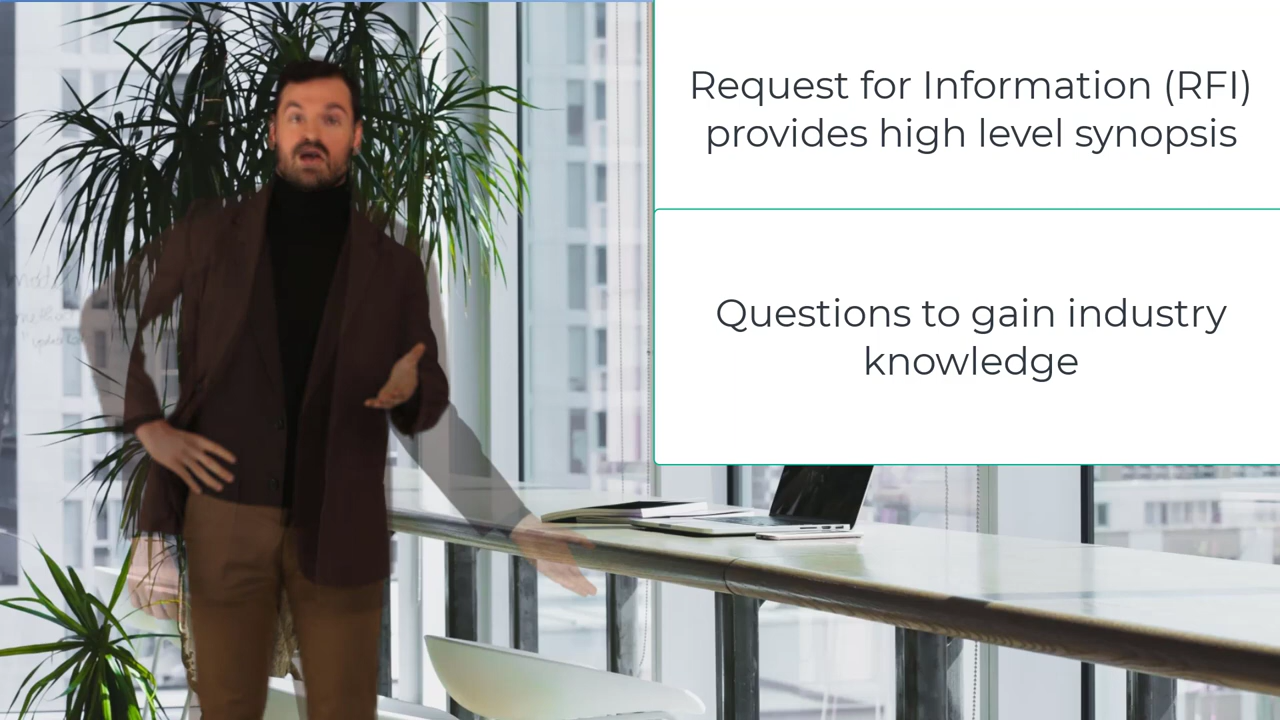 Request for Information (RFI)
provides high level synopsis
Questions to gain industry
knowledge